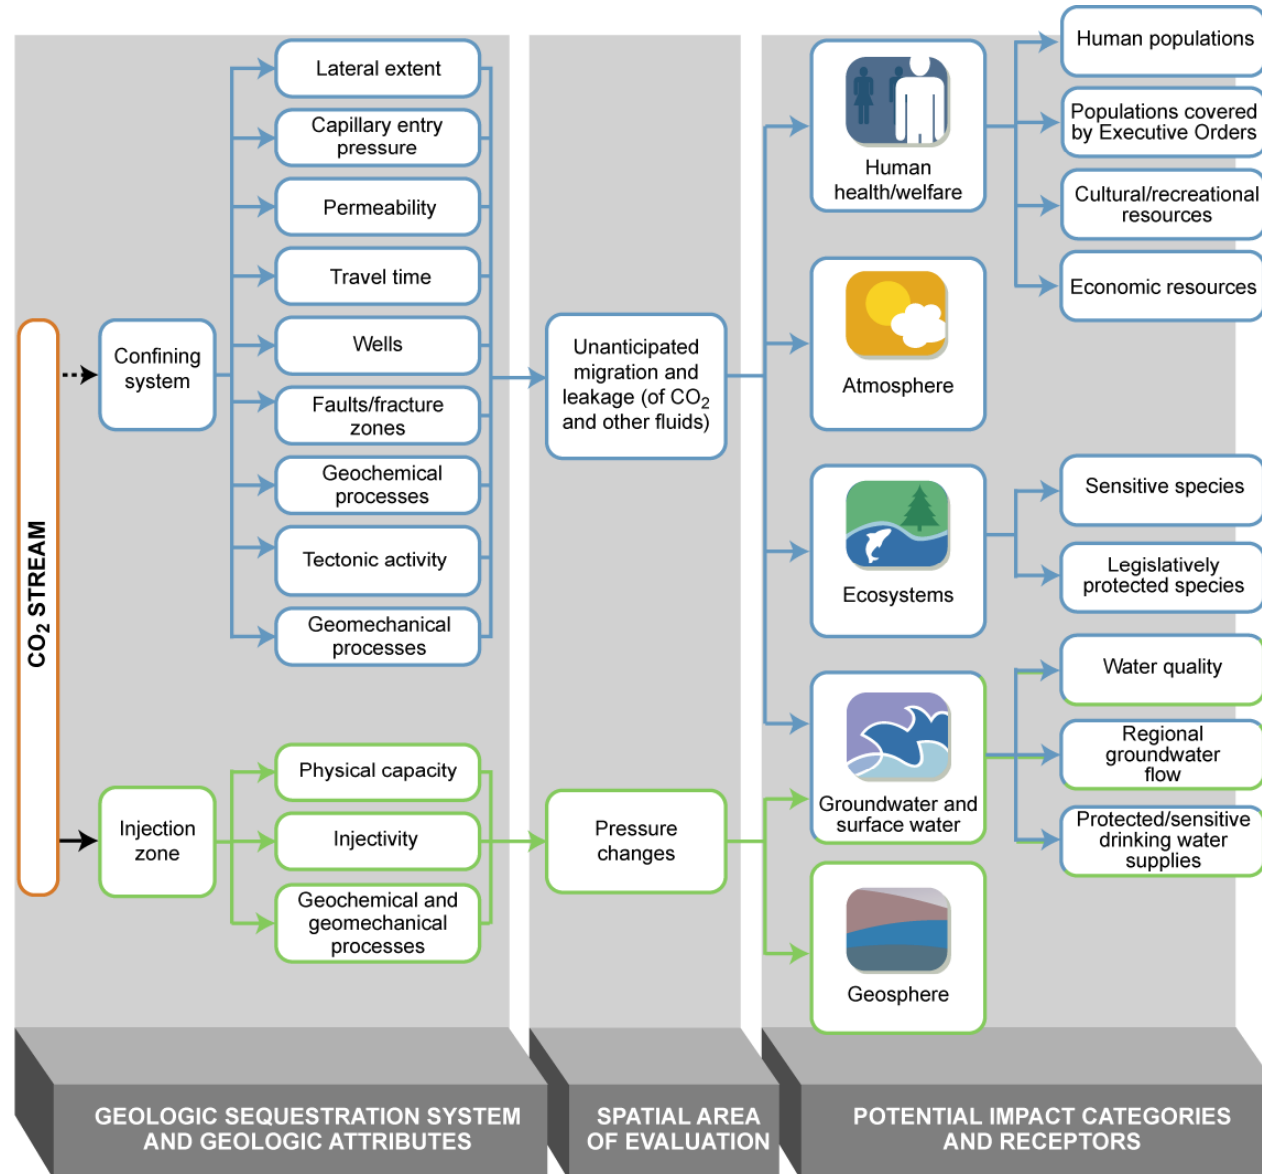 CO2 STREAM
Confining
system
Injection
zone
Lateral extent
Capillary entry
pressure
Permeability
Travel time
Wells
Faults/fracture
zones
Geochemical
processes
Tectonic activity
Geomechanical
processes
Physical capacity
Injectivity
Geochemical and
geomechanical
processes
Unanticipated
migration and
leakage (of CO2
and other fluids)
Pressure
changes
Human
health/welfare
Atmosphere
Ecosystems
Groundwater and
surface water
Geosphere
Human populations
Populations covered
by Executive Orders
Cultural/recreational
resources
Economic resources
Sensitive species
Legislatively
protected species
Water quality
Regional
groundwater
flow
Protected/sensitive
drinking water
supplies
GEOLOGIC SEQUESTRATION SYSTEM
AND GEOLOGIC ATTRIBUTES
SPATIAL AREA
OF EVALUATION
POTENTIAL IMPACT CATEGORIES
AND RECEPTORS